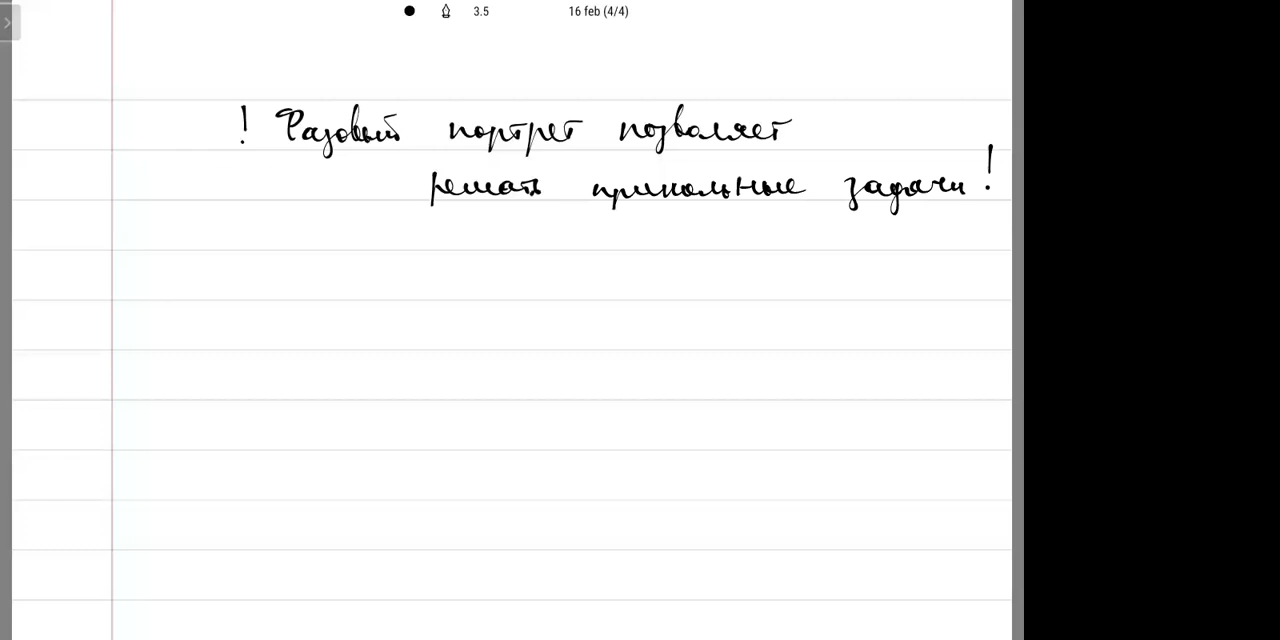 3.5 16 feb (4/4)
! Фазовый портрет позволяет
решать прикольные задачи !